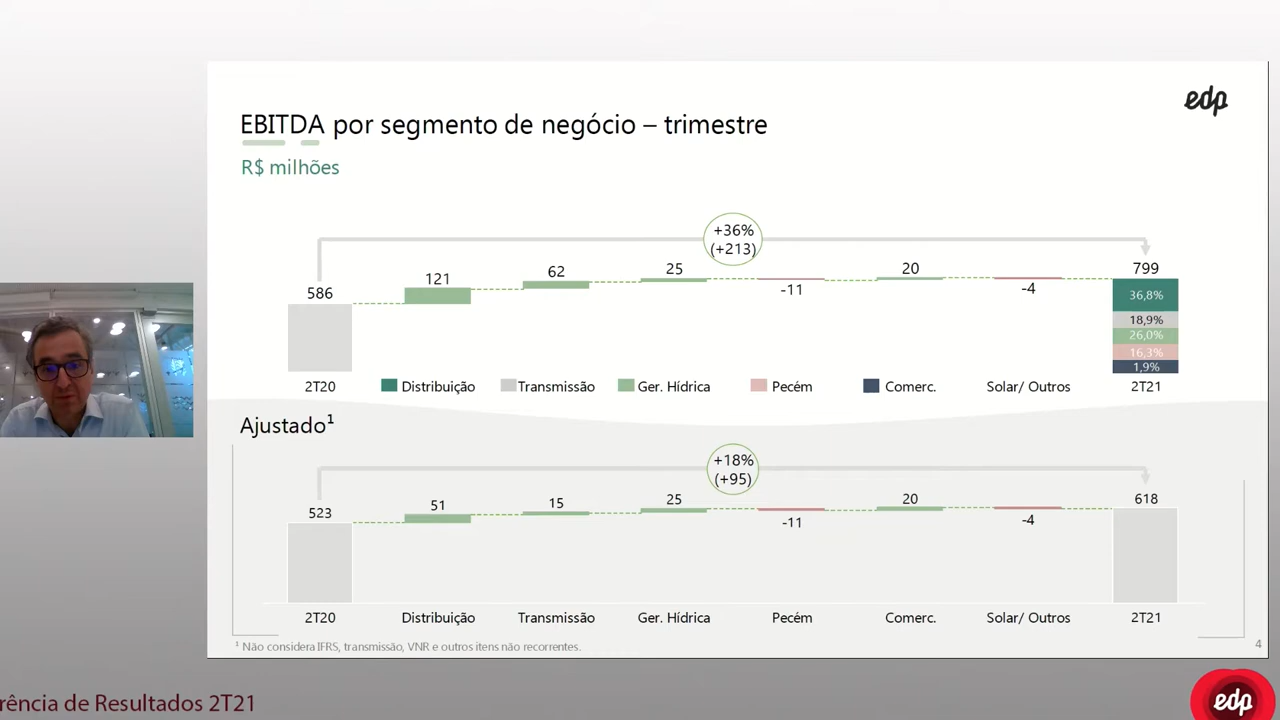 edp
EBITDA por segmento de negócio – trimestre
R$ milhões
+36%
(+213)
586
121
62
25
-11
20
-4
799
36,8%
18,9%
26,0%
16,3%
1,9%
2T20
Distribuição
Transmissão
Ger. Hídrica
Pecém
Comerc.
Solar/ Outros
2T21
Ajustado¹
+18%
(+95)
523
51
15
25
-11
20
-4
618
2T20
Distribuição
Transmissão
Ger. Hídrica
Pecém
Comerc.
Solar/ Outros
2T21
¹ Não considera IFRS, transmissão, VNR e outros itens não recorrentes.
4
rência de Resultados 2T21
edp